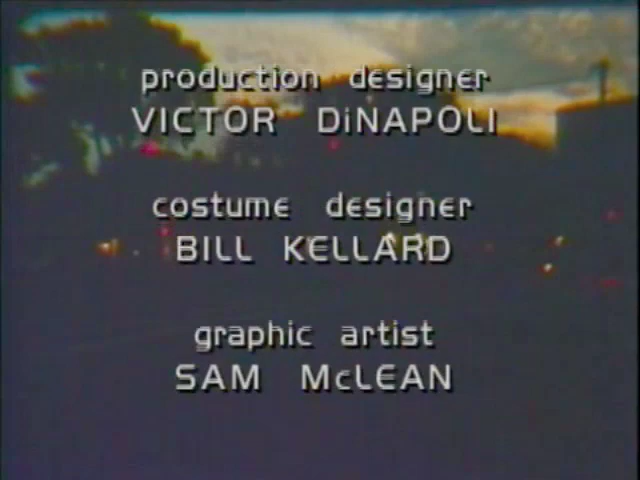 production designer
VICTOR DiNAPOLI
costume designer
BILL KELLARD
graphic artist
SAM McLEAN